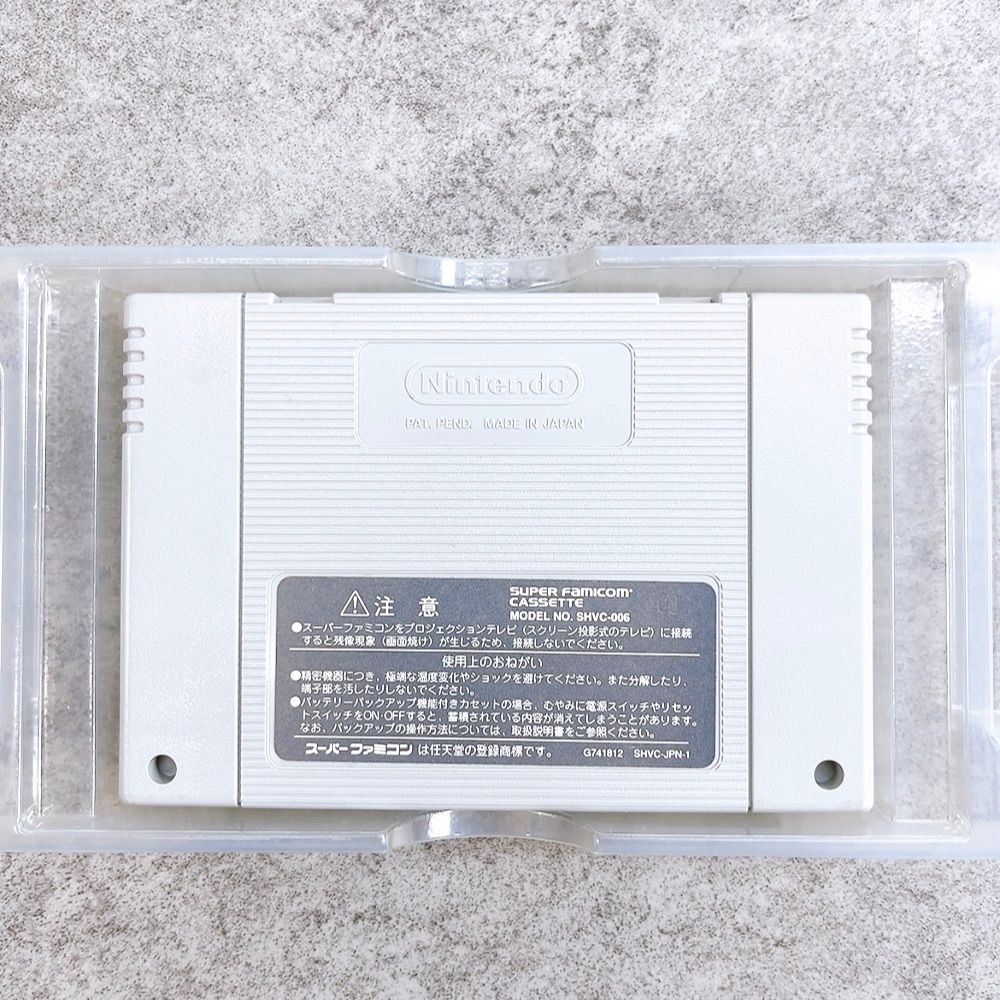 Nintendo
PAT. PEND. MADE IN JAPAN
⚠注意
SUPER FAMICOM
CASSETTE
MODEL NO. SHVC-006
●スーパーファミコンをプロジェクションテレビ（スクリーン投影式のテレビ）に接続
すると残像現象（画面焼け）が生じるため、接続しないでください。
使用上のおねがい
●精密機器につき、極端な温度変化やショックを避けてください。また分解したり、
端子部を汚したりしないでください。
●バッテリーバックアップ機能付きカセットの場合、むやみに電源スイッチやリセッ
トスイッチをON・OFFすると、蓄積されている内容が消えてしまうことがあります。
なお、バックアップの操作方法については、取扱説明書をご参照ください。
スーパーファミコン は任天堂の登録商標です。 G741812 SHVC-JPN-1